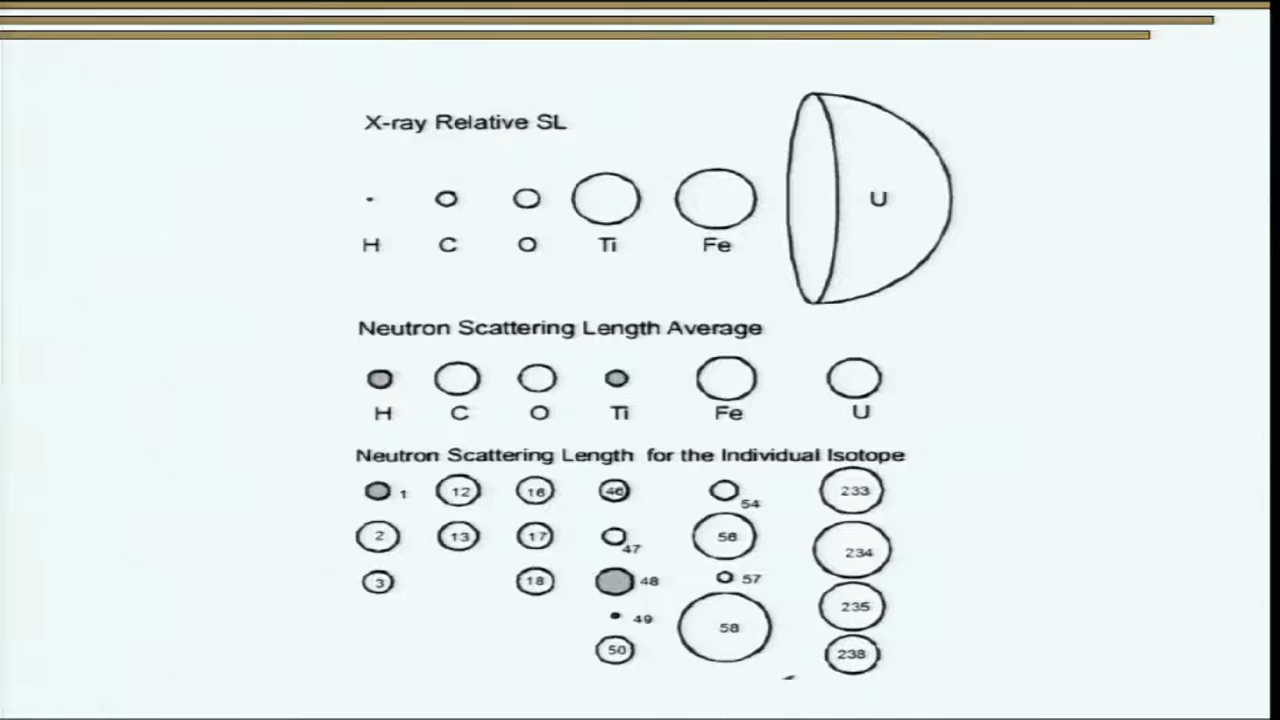 X-ray Relative SL
U
H C O Ti Fe
Neutron Scattering Length Average
H C O Ti Fe U
Neutron Scattering Length for the Individual Isotope
1 12 16 46 54 233
2 13 17 47 56 234
3 18 48 57 235
49 58
50 238